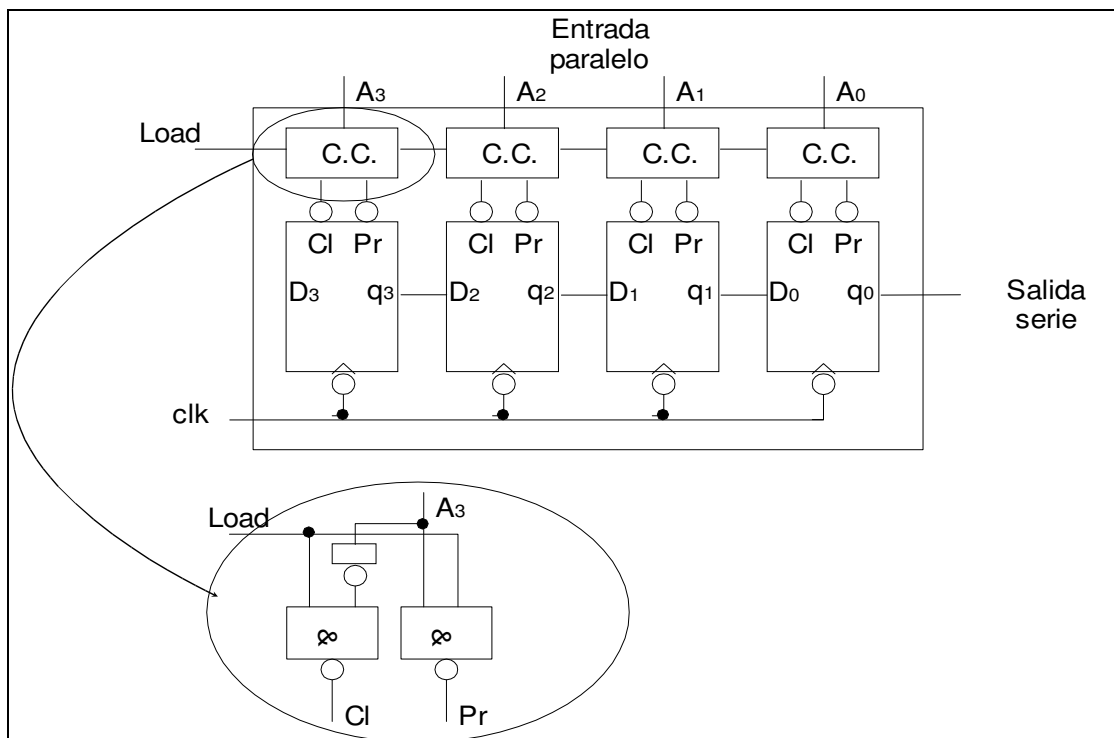 Entrada
paralelo
A3 A2 A1 A0
Load
C.C. C.C. C.C. C.C.
Cl Pr Cl Pr Cl Pr Cl Pr
D3 q3 D2 q2 D1 q1 D0 q0
Salida
serie
clk
A3
Load
& &
Cl Pr